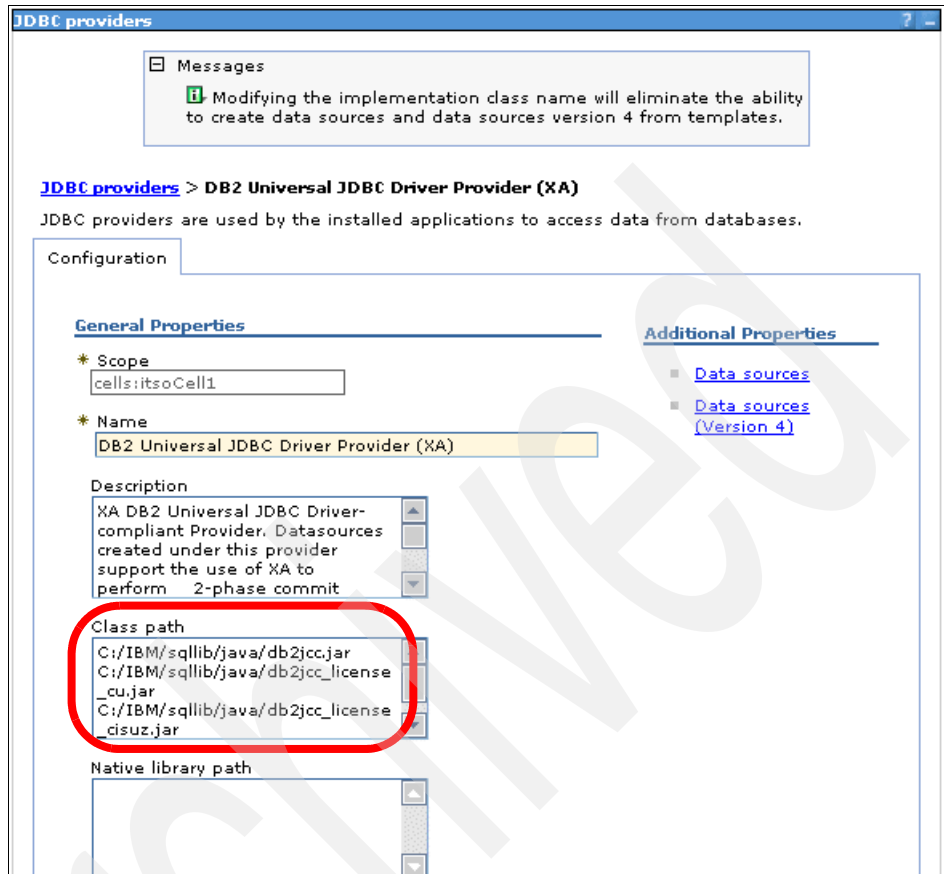 JDBC providers ? _
Messages
Modifying the implementation class name will eliminate the ability
to create data sources and data sources version 4 from templates.
JDBC providers > DB2 Universal JDBC Driver Provider (XA)
JDBC providers are used by the installed applications to access data from databases.
Configuration
General Properties
* Scope
cells:itsoCell1
* Name
DB2 Universal JDBC Driver Provider (XA)
Description
XA DB2 Universal JDBC Driver-
compliant Provider. Datasources
created under this provider
support the use of XA to
perform 2-phase commit
Class path
C:/IBM/sqllib/java/db2jcc.jar
C:/IBM/sqllib/java/db2jcc_license
_cu.jar
C:/IBM/sqllib/java/db2jcc_license
_cisuz.jar
Native library path
Additional Properties
Data sources
Data sources
(Version 4)